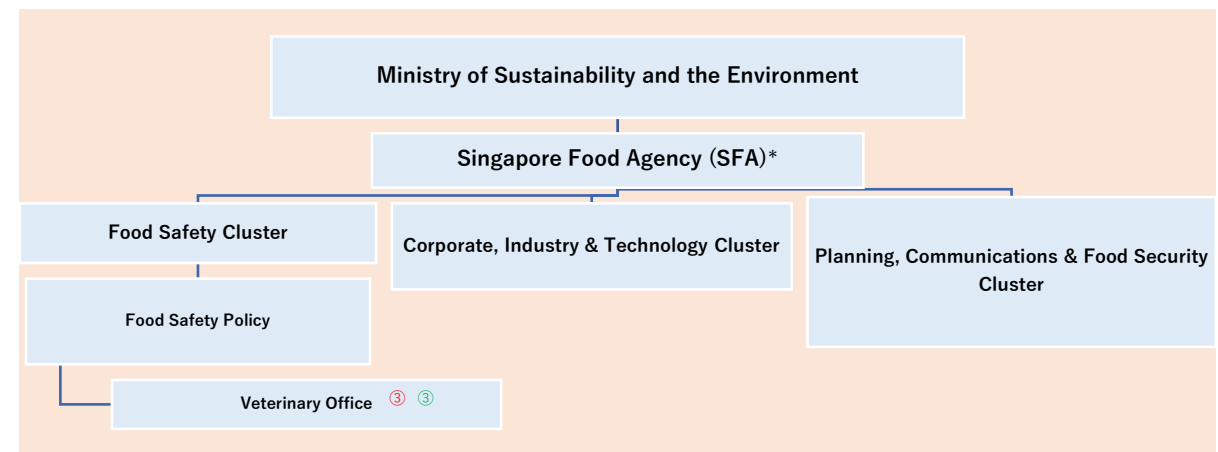 Ministry of Sustainability and the Environment
Singapore Food Agency (SFA)*
Food Safety Cluster
Corporate, Industry & Technology Cluster
Planning, Communications & Food Security
Cluster
Food Safety Policy
Veterinary Office ③ ③